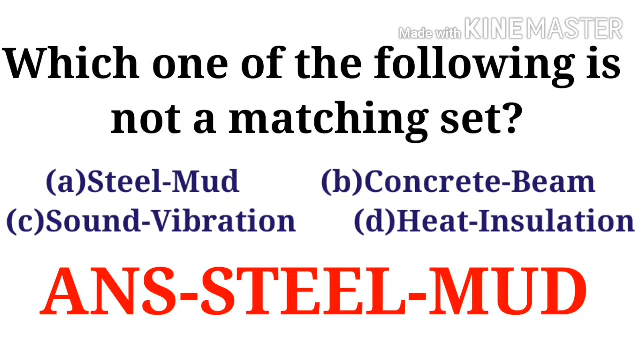 Made with KINEMASTER
Which one of the following is
not a matching set?
(a)Steel-Mud (b)Concrete-Beam
(c)Sound-Vibration (d)Heat-Insulation
ANS-STEEL-MUD